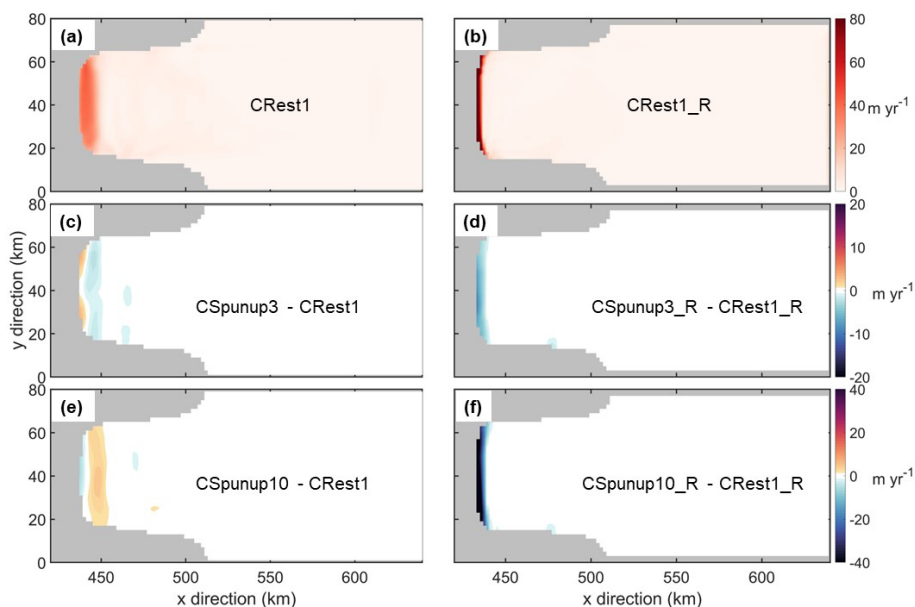 (a) CRest1
(b) CRest1_R
80
60
40
20
0
80
60
40
20
0
m yr-1
(c) CSpunup3 - CRest1
(d) CSpunup3_R - CRest1_R
y direction (km)
80
60
40
20
0
20
10
0
-10
-20
m yr-1
(e) CSpunup10 - CRest1
(f) CSpunup10_R - CRest1_R
80
60
40
20
0
40
20
0
-20
-40
m yr-1
450 500 550 600
450 500 550 600
x direction (km)
x direction (km)